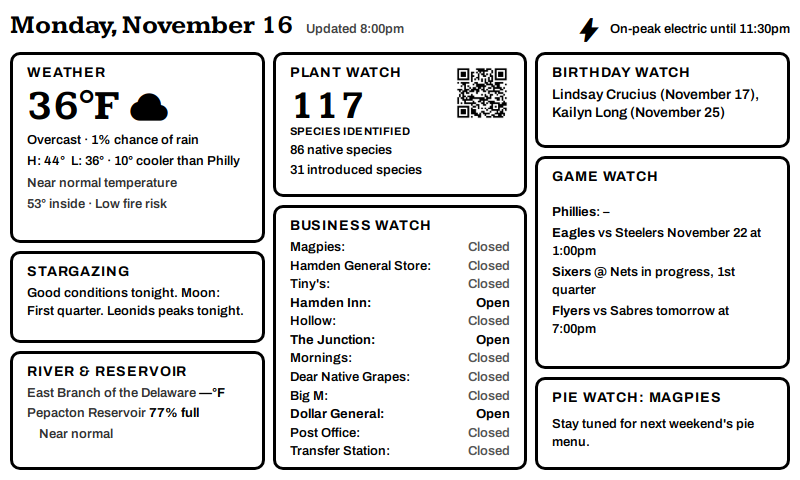 Monday, November 16 Updated 8:00pm
On-peak electric until 11:30pm
WEATHER
36°F
Overcast · 1% chance of rain
H: 44° L: 36° · 10° cooler than Philly
Near normal temperature
53° inside · Low fire risk
STARGAZING
Good conditions tonight. Moon:
First quarter. Leonids peaks tonight.
RIVER & RESERVOIR
East Branch of the Delaware —°F
Pepacton Reservoir 77% full
Near normal
PLANT WATCH
117
SPECIES IDENTIFIED
86 native species
31 introduced species
BUSINESS WATCH
Magpies: Closed
Hamden General Store: Closed
Tiny's: Closed
Hamden Inn: Open
Hollow: Closed
The Junction: Open
Mornings: Closed
Dear Native Grapes: Closed
Big M: Closed
Dollar General: Open
Post Office: Closed
Transfer Station: Closed
BIRTHDAY WATCH
Lindsay Crucius (November 17),
Kailyn Long (November 25)
GAME WATCH
Phillies: –
Eagles vs Steelers November 22 at
1:00pm
Sixers @ Nets in progress, 1st
quarter
Flyers vs Sabres tomorrow at
7:00pm
PIE WATCH: MAGPIES
Stay tuned for next weekend's pie
menu.